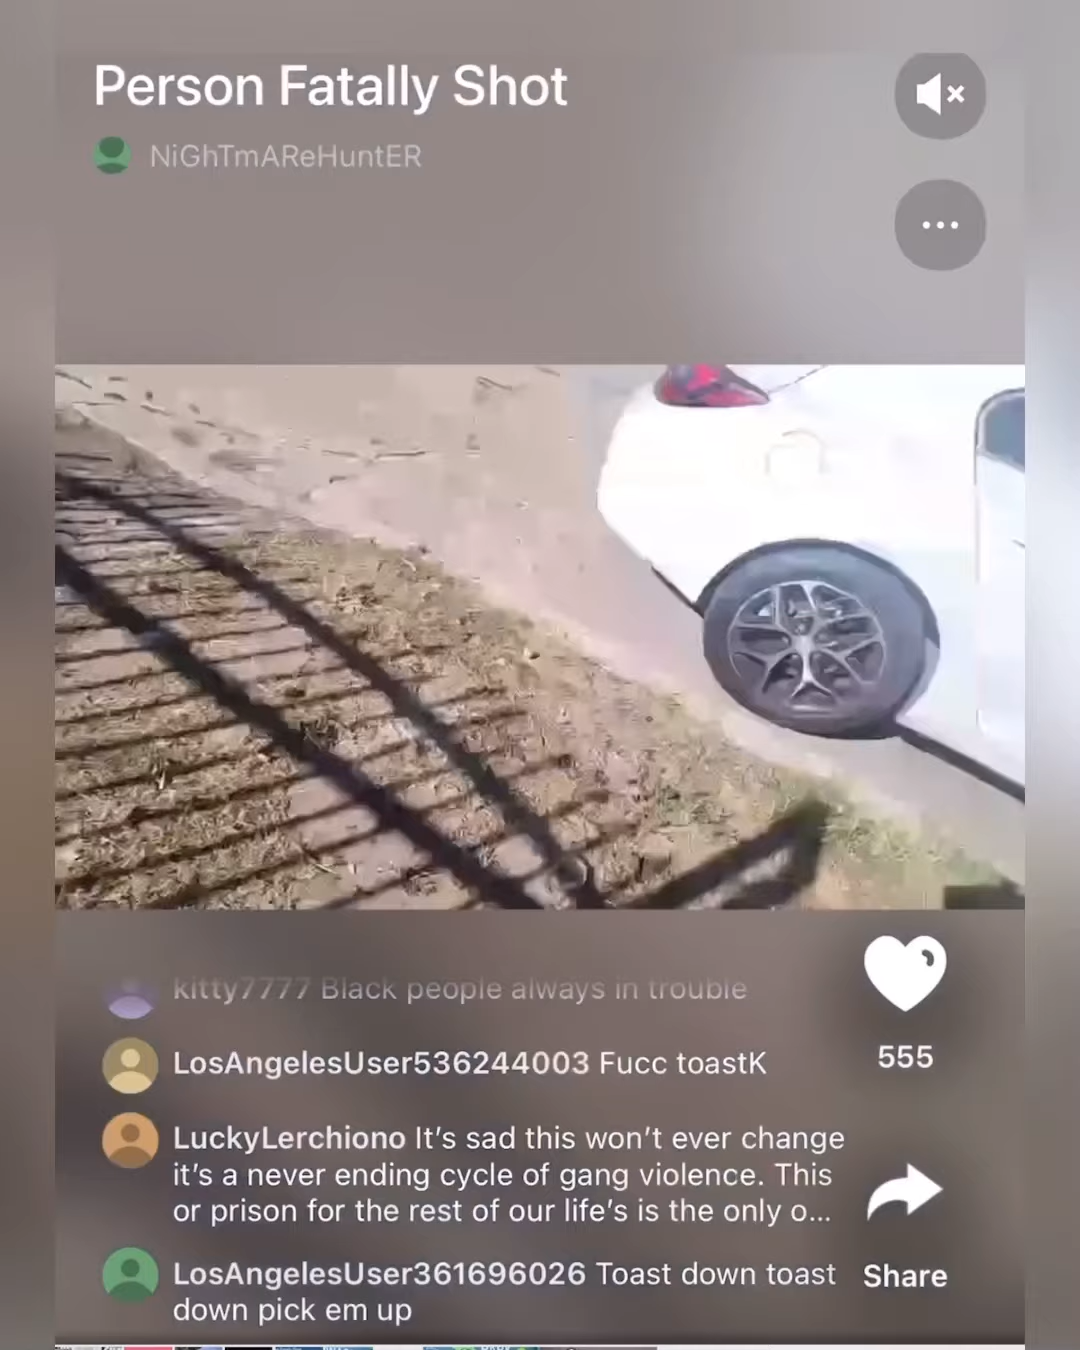 Person Fatally Shot
NiGhTmAReHuntER
kitty7777 Black people always in trouble
LosAngelesUser536244003 Fucc toastK
LuckyLerchiono It’s sad this won’t ever change
it’s a never ending cycle of gang violence. This
or prison for the rest of our life’s is the only o...
LosAngelesUser361696026 Toast down toast
down pick em up
555
Share